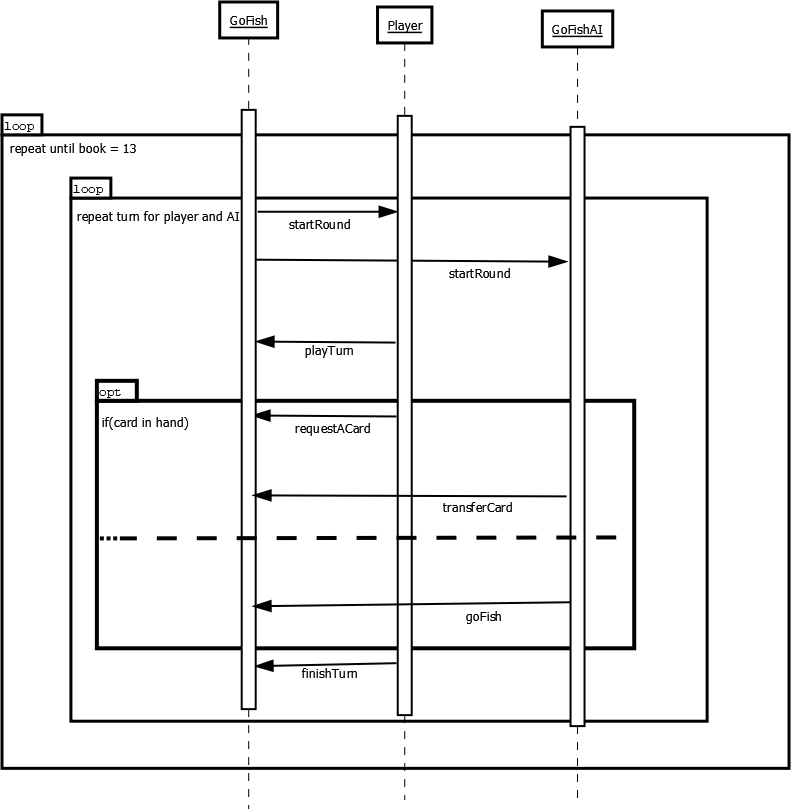 GoFish
Player
GoFishAI
loop
repeat until book = 13
loop
repeat turn for player and AI
startRound
startRound
playTurn
opt
if(card in hand)
requestACard
transferCard
goFish
finishTurn